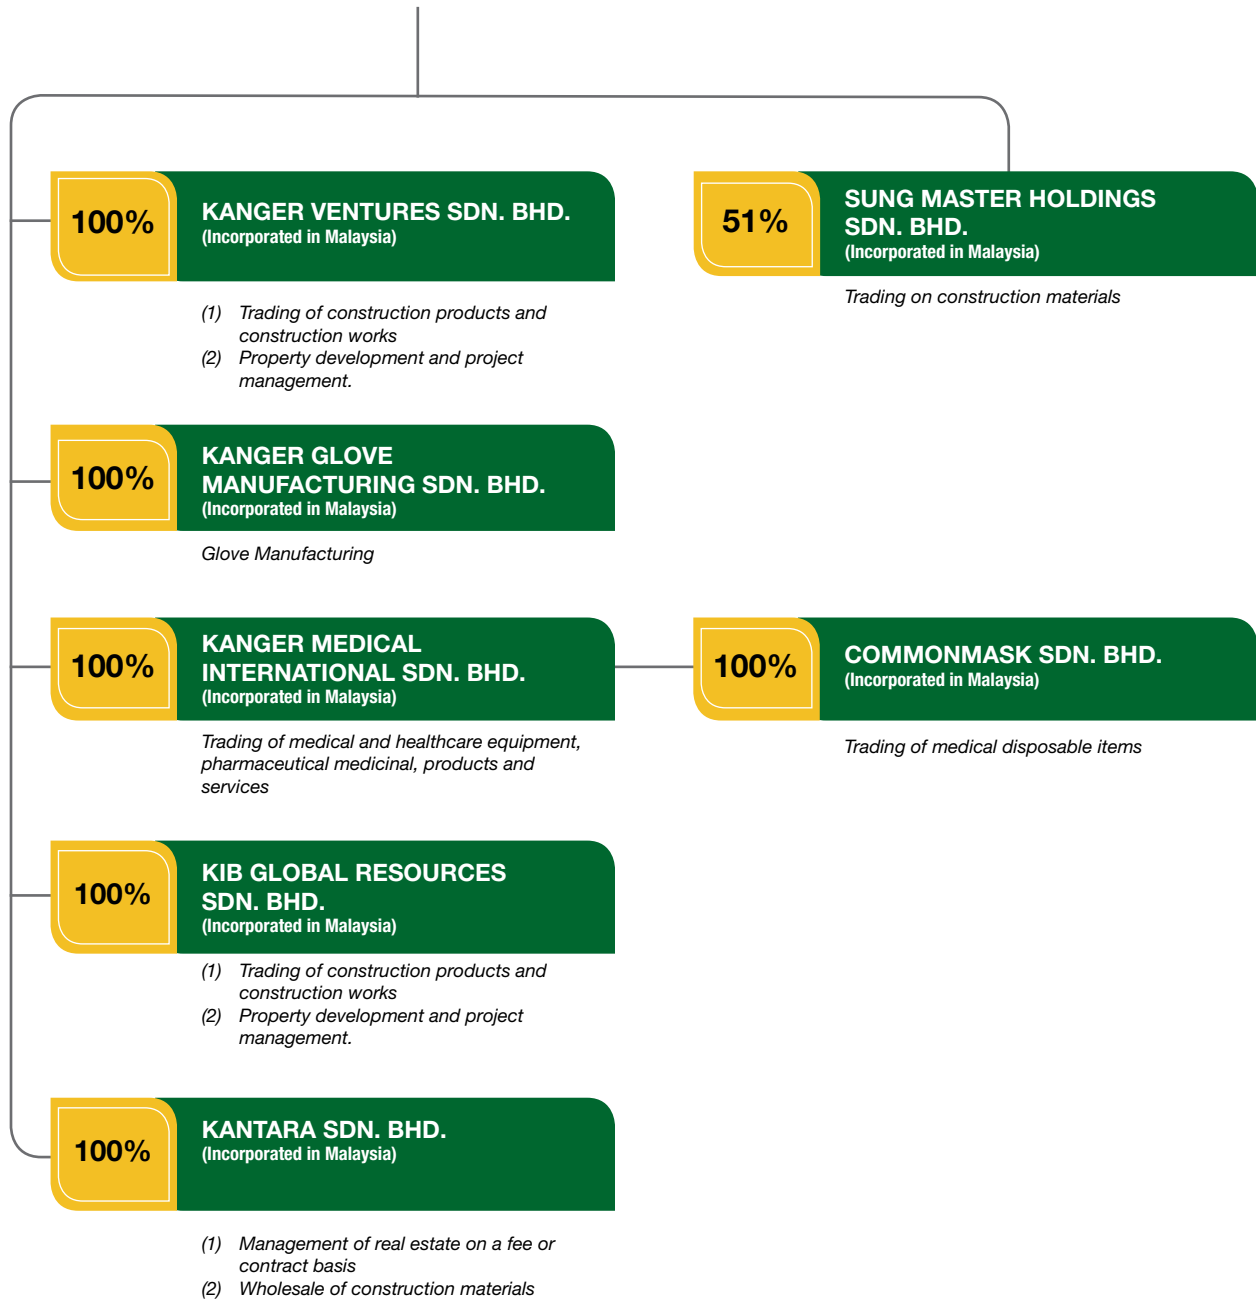 100%
KANGER VENTURES SDN. BHD.
(Incorporated in Malaysia)
(1) Trading of construction products and
construction works
(2) Property development and project
management.
51%
SUNG MASTER HOLDINGS
SDN. BHD.
(Incorporated in Malaysia)
Trading on construction materials
100%
KANGER GLOVE
MANUFACTURING SDN. BHD.
(Incorporated in Malaysia)
Glove Manufacturing
100%
KANGER MEDICAL
INTERNATIONAL SDN. BHD.
(Incorporated in Malaysia)
Trading of medical and healthcare equipment,
pharmaceutical medicinal, products and
services
100%
COMMONMASK SDN. BHD.
(Incorporated in Malaysia)
Trading of medical disposable items
100%
KIB GLOBAL RESOURCES
SDN. BHD.
(Incorporated in Malaysia)
(1) Trading of construction products and
construction works
(2) Property development and project
management.
100%
KANTARA SDN. BHD.
(Incorporated in Malaysia)
(1) Management of real estate on a fee or
contract basis
(2) Wholesale of construction materials